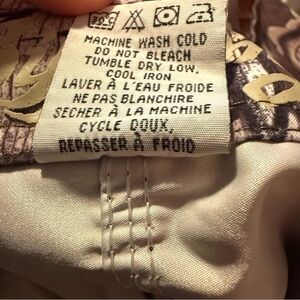 30°C
MACHINE WASH COLD
DO NOT BLEACH
TUMBLE DRY LOW,
COOL IRON
LAVER À L'EAU FROIDE
NE PAS BLANCHIRE
SECHER À LA MACHINE
CYCLE DOUX,
REPASSER À FROID